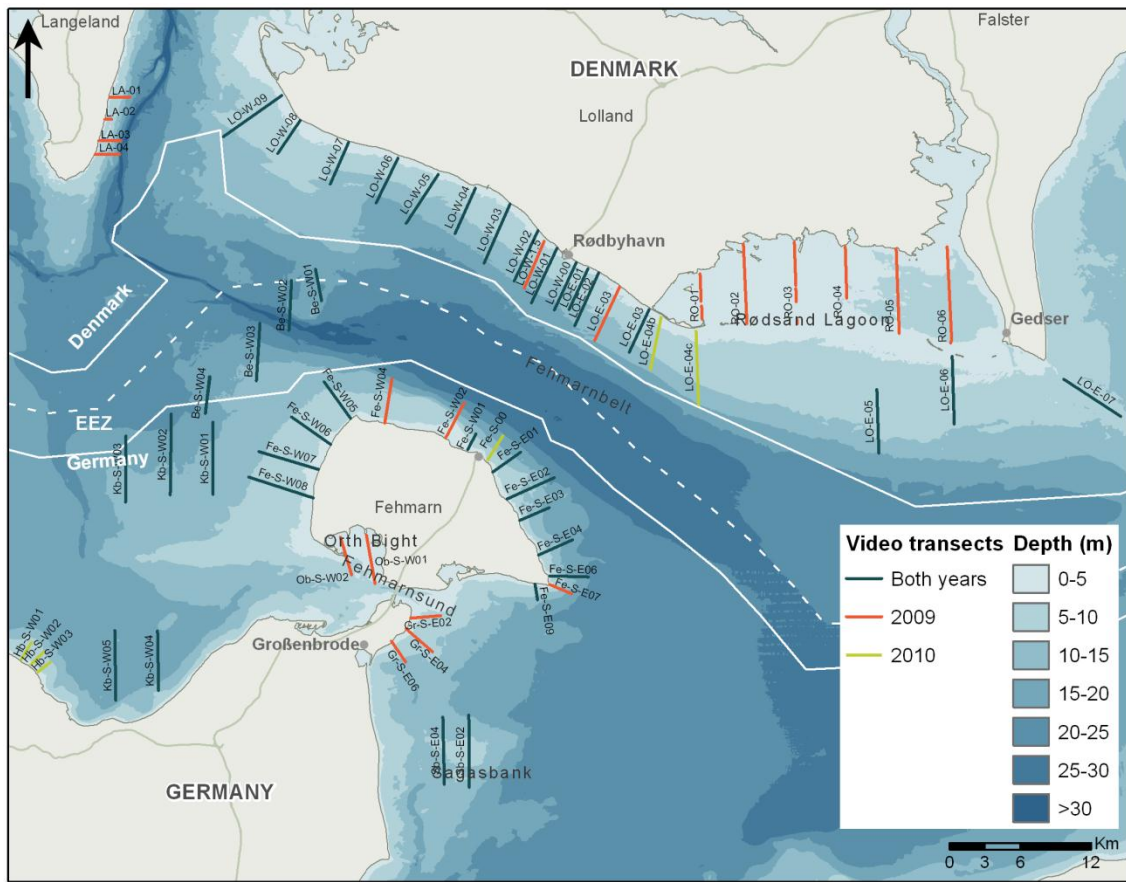 Langeland
Falster
DENMARK
Lolland
LA-01
LA-02
LA-03
LA-04
LO-W-09
LO-W-08
LO-W-07
LO-W-06
LO-W-05
LO-W-04
LO-W-03
LO-W-02
LO-W-1.5
LO-W-01
LO-W-00
LO-E-01
LO-E-02
LO-E-03
LO-E-03
LO-E-04b
LO-E-04c
Rødbyhavn
RO-01
RO-02
RO-03
RO-04
RO-05
RO-06
Rødsand Lagoon
Gedser
LO-E-05
LO-E-06
LO-E-07
Denmark
EEZ
Germany
Be-S-W01
Be-S-W02
Be-S-W03
Be-S-W04
Fehmarnbelt
Kb-S-W03
Kb-S-W02
Kb-S-W01
Fe-S-W05
Fe-S-W04
Fe-S-W02
Fe-S-W01
Fe-S-00
Fe-S-E01
Fe-S-W06
Fe-S-W07
Fe-S-W08
Fe-S-E02
Fe-S-E03
Fe-S-E04
Fe-S-E06
Fe-S-E07
Fe-S-E09
Fehmarn
Orth Bight
Ob-S-W01
Ob-S-W02
Fehmarnsund
Großenbrode
Gr-S-E02
Gr-S-E04
Gr-S-E06
Hb-S-W01
Hb-S-W02
Hb-S-W03
Kb-S-W05
Kb-S-W04
Sagasbank
GERMANY
Video transects
Both years
2009
2010
Depth (m)
0-5
5-10
10-15
15-20
20-25
25-30
>30
Km
0 3 6 12